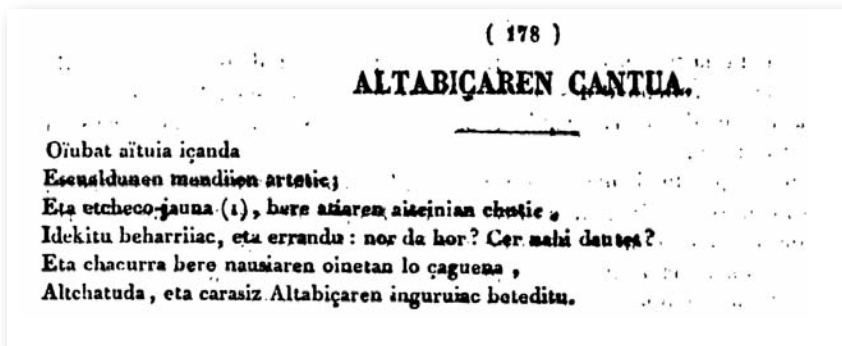 ( 178 )
ALTABIÇAREN CANTUA.
Oïubat aïtuia içanda
Escualdunen mendiien artetic;
Eta etcheco-jauna (1), bere atiaren aitcinian chutic,
Idekitu beharriiac, eta errandu : nor da hor? Cer nahi dautet?
Eta chacurra bere nausiaren oinetan lo çaguena,
Altchatuda, eta carasiz Altabiçaren inguruiac beteditu.